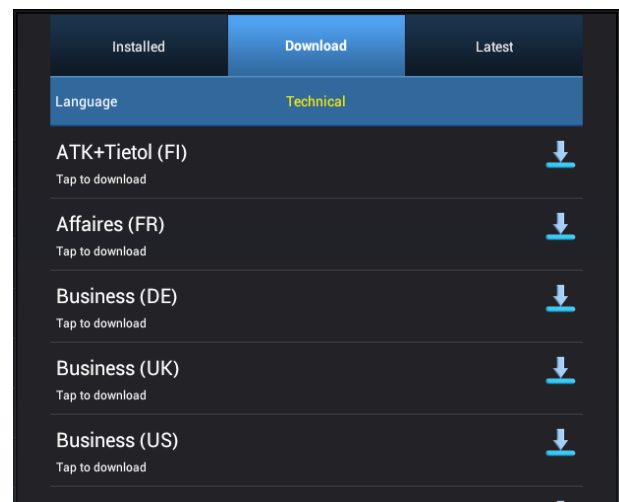 Installed Download Latest
Language Technical
ATK+Tietol (FI)
Tap to download
Affaires (FR)
Tap to download
Business (DE)
Tap to download
Business (UK)
Tap to download
Business (US)
Tap to download